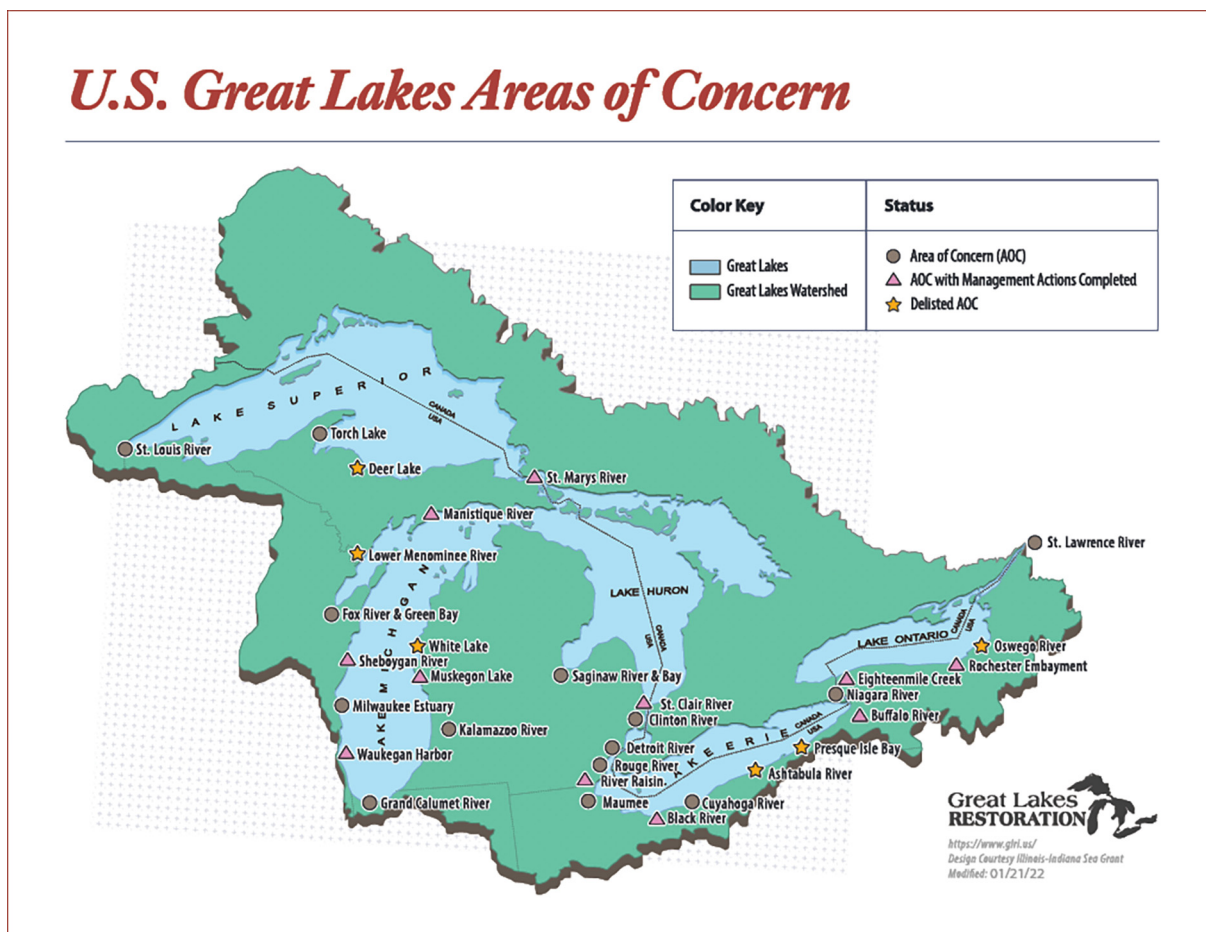 U.S. Great Lakes Areas of Concern
Color Key
Status
Great Lakes
Great Lakes Watershed
Area of Concern (AOC)
AOC with Management Actions Completed
Delisted AOC
LAKE SUPERIOR
CANADA
USA
St. Louis River
Torch Lake
Deer Lake
St. Marys River
Manistique River
Lower Menominee River
LAKE MICHIGAN
Fox River & Green Bay
White Lake
Sheboygan River
Muskegon Lake
Milwaukee Estuary
Kalamazoo River
Waukegan Harbor
Grand Calumet River
LAKE HURON
CANADA
USA
Saginaw River & Bay
St. Clair River
Clinton River
Detroit River
Rouge River
River Raisin.
Maumee
Black River
Cuyahoga River
LAKE ERIE
CANADA
USA
Ashtabula River
Presque Isle Bay
Buffalo River
Niagara River
Eighteenmile Creek
Rochester Embayment
Oswego River
LAKE ONTARIO
CANADA
USA
St. Lawrence River
Great Lakes
RESTORATION
https://www.glri.us/
Design Courtesy Illinois-Indiana Sea Grant
Modified: 01/21/22